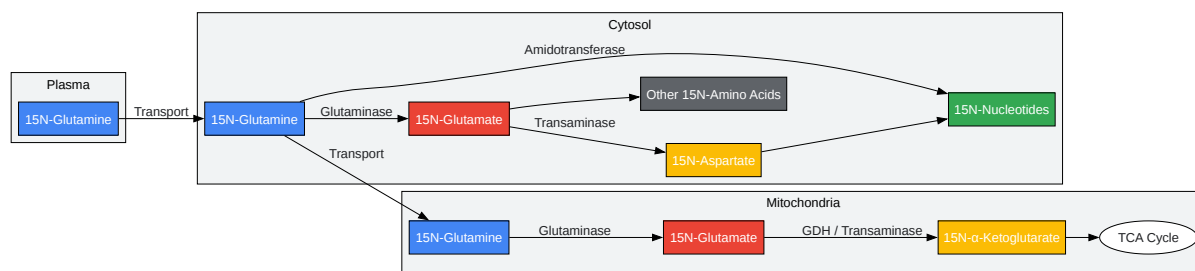 Cytosol
Amidotransferase
Plasma
15N-Glutamine
Transport
15N-Glutamine
Glutaminase
15N-Glutamate
Other 15N-Amino Acids
Transaminase
15N-Aspartate
15N-Nucleotides
Transport
Mitochondria
15N-Glutamine
Glutaminase
15N-Glutamate
GDH / Transaminase
15N-α-Ketoglutarate
TCA Cycle